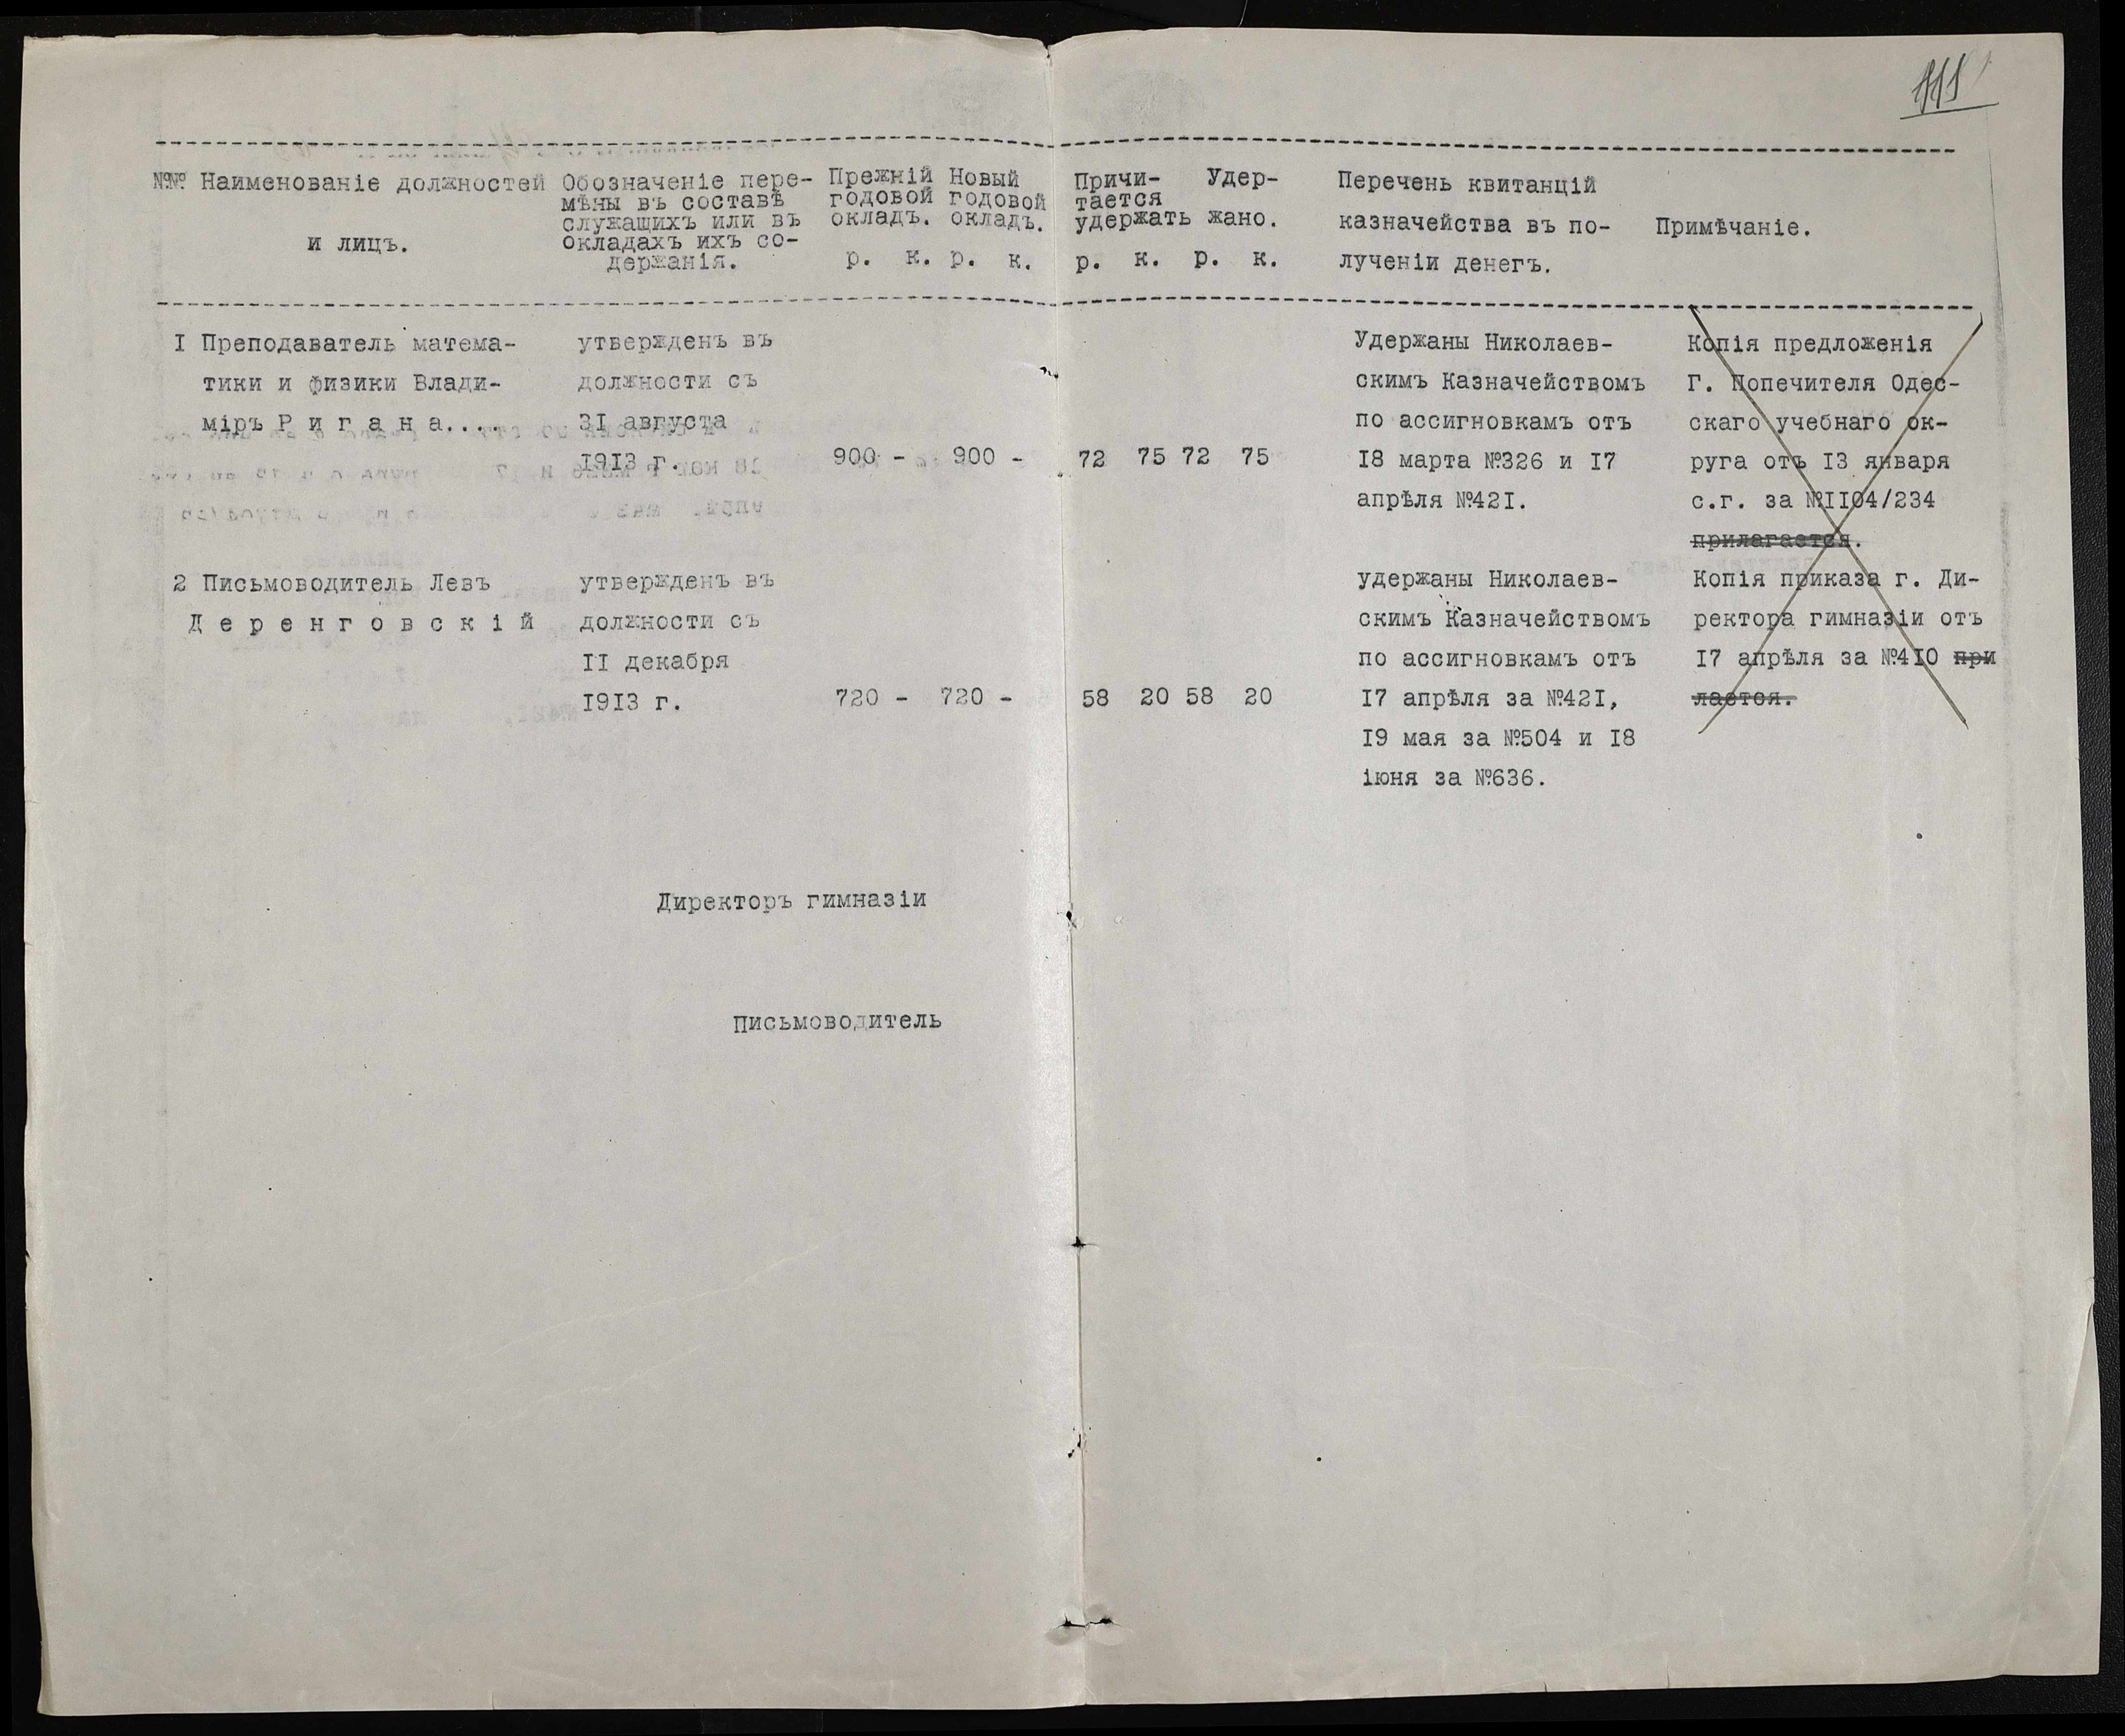 111
№№ Наименованіе должностей
и лицъ.
Обозначеніе пере-
мѣны въ составѣ
служащихъ или въ
окладахъ ихъ со-
держанія.
Прежній
годовой
окладъ.
р. к.
Новый
годовой
окладъ.
р. к.
Причи-
тается
удержать
р. к.
Удер-
жано.
р. к.
Перечень квитанцій
казначейства въ по-
лученіи денегъ.
Примѣчаніе.
I Преподаватель матема-
тики и физики Влади-
міръ Р и г а н а....
утвержденъ въ
должности съ
3I августа
I9I3 г.
900 - 900 - 72 75 72 75
Удержаны Николаев-
скимъ Казначействомъ
по ассигновкамъ отъ
I8 марта №326 и I7
апрѣля №42I.
Копія предложенія
Г. Попечителя Одес-
скаго учебнаго ок-
руга отъ I3 января
с.г. за №II04/234
прилагается.
2 Письмоводитель Левъ
Д е р е н г о в с к і й
утвержденъ въ
должности съ
II декабря
I9I3 г.
720 - 720 - 58 20 58 20
удержаны Николаев-
скимъ Казначействомъ
по ассигновкамъ отъ
I7 апрѣля за №42I,
I9 мая за №504 и I8
іюня за №636.
Копія приказа г. Ди-
ректора гимназіи отъ
I7 апрѣля за №4I0 при
лается.
Директоръ гимназіи
Письмоводитель